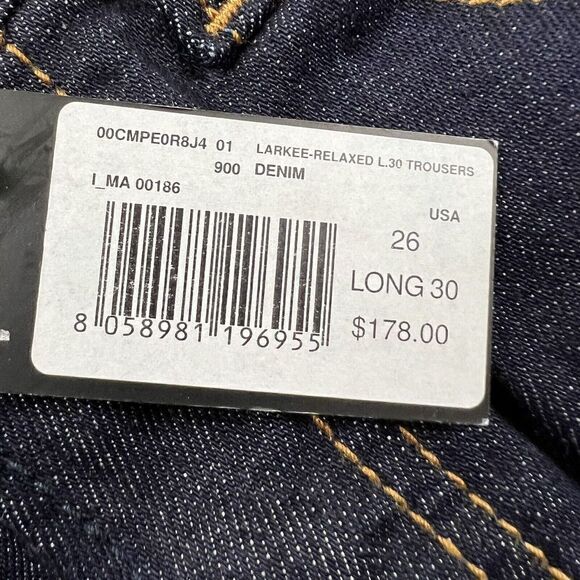 00CMPE0R8J4 01 LARKEE-RELAXED L.30 TROUSERS
900 DENIM
I_MA 00186
USA
26
LONG 30
$178.00
8 058981 196955